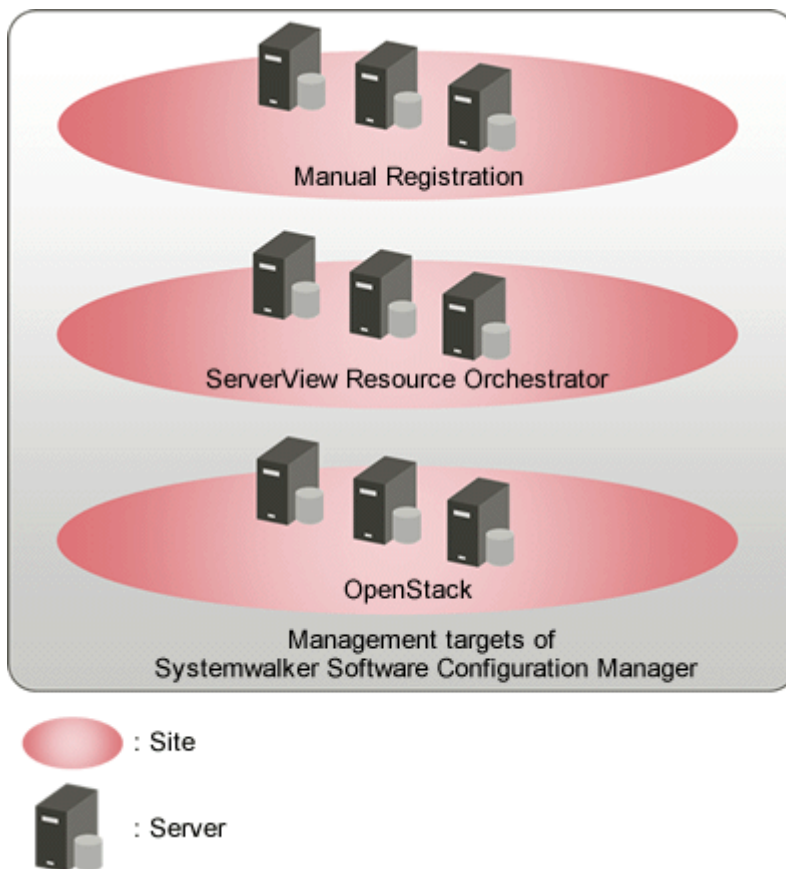 Manual Registration
ServerView Resource Orchestrator
OpenStack
Management targets of
Systemwalker Software Configuration Manager
: Site
: Server